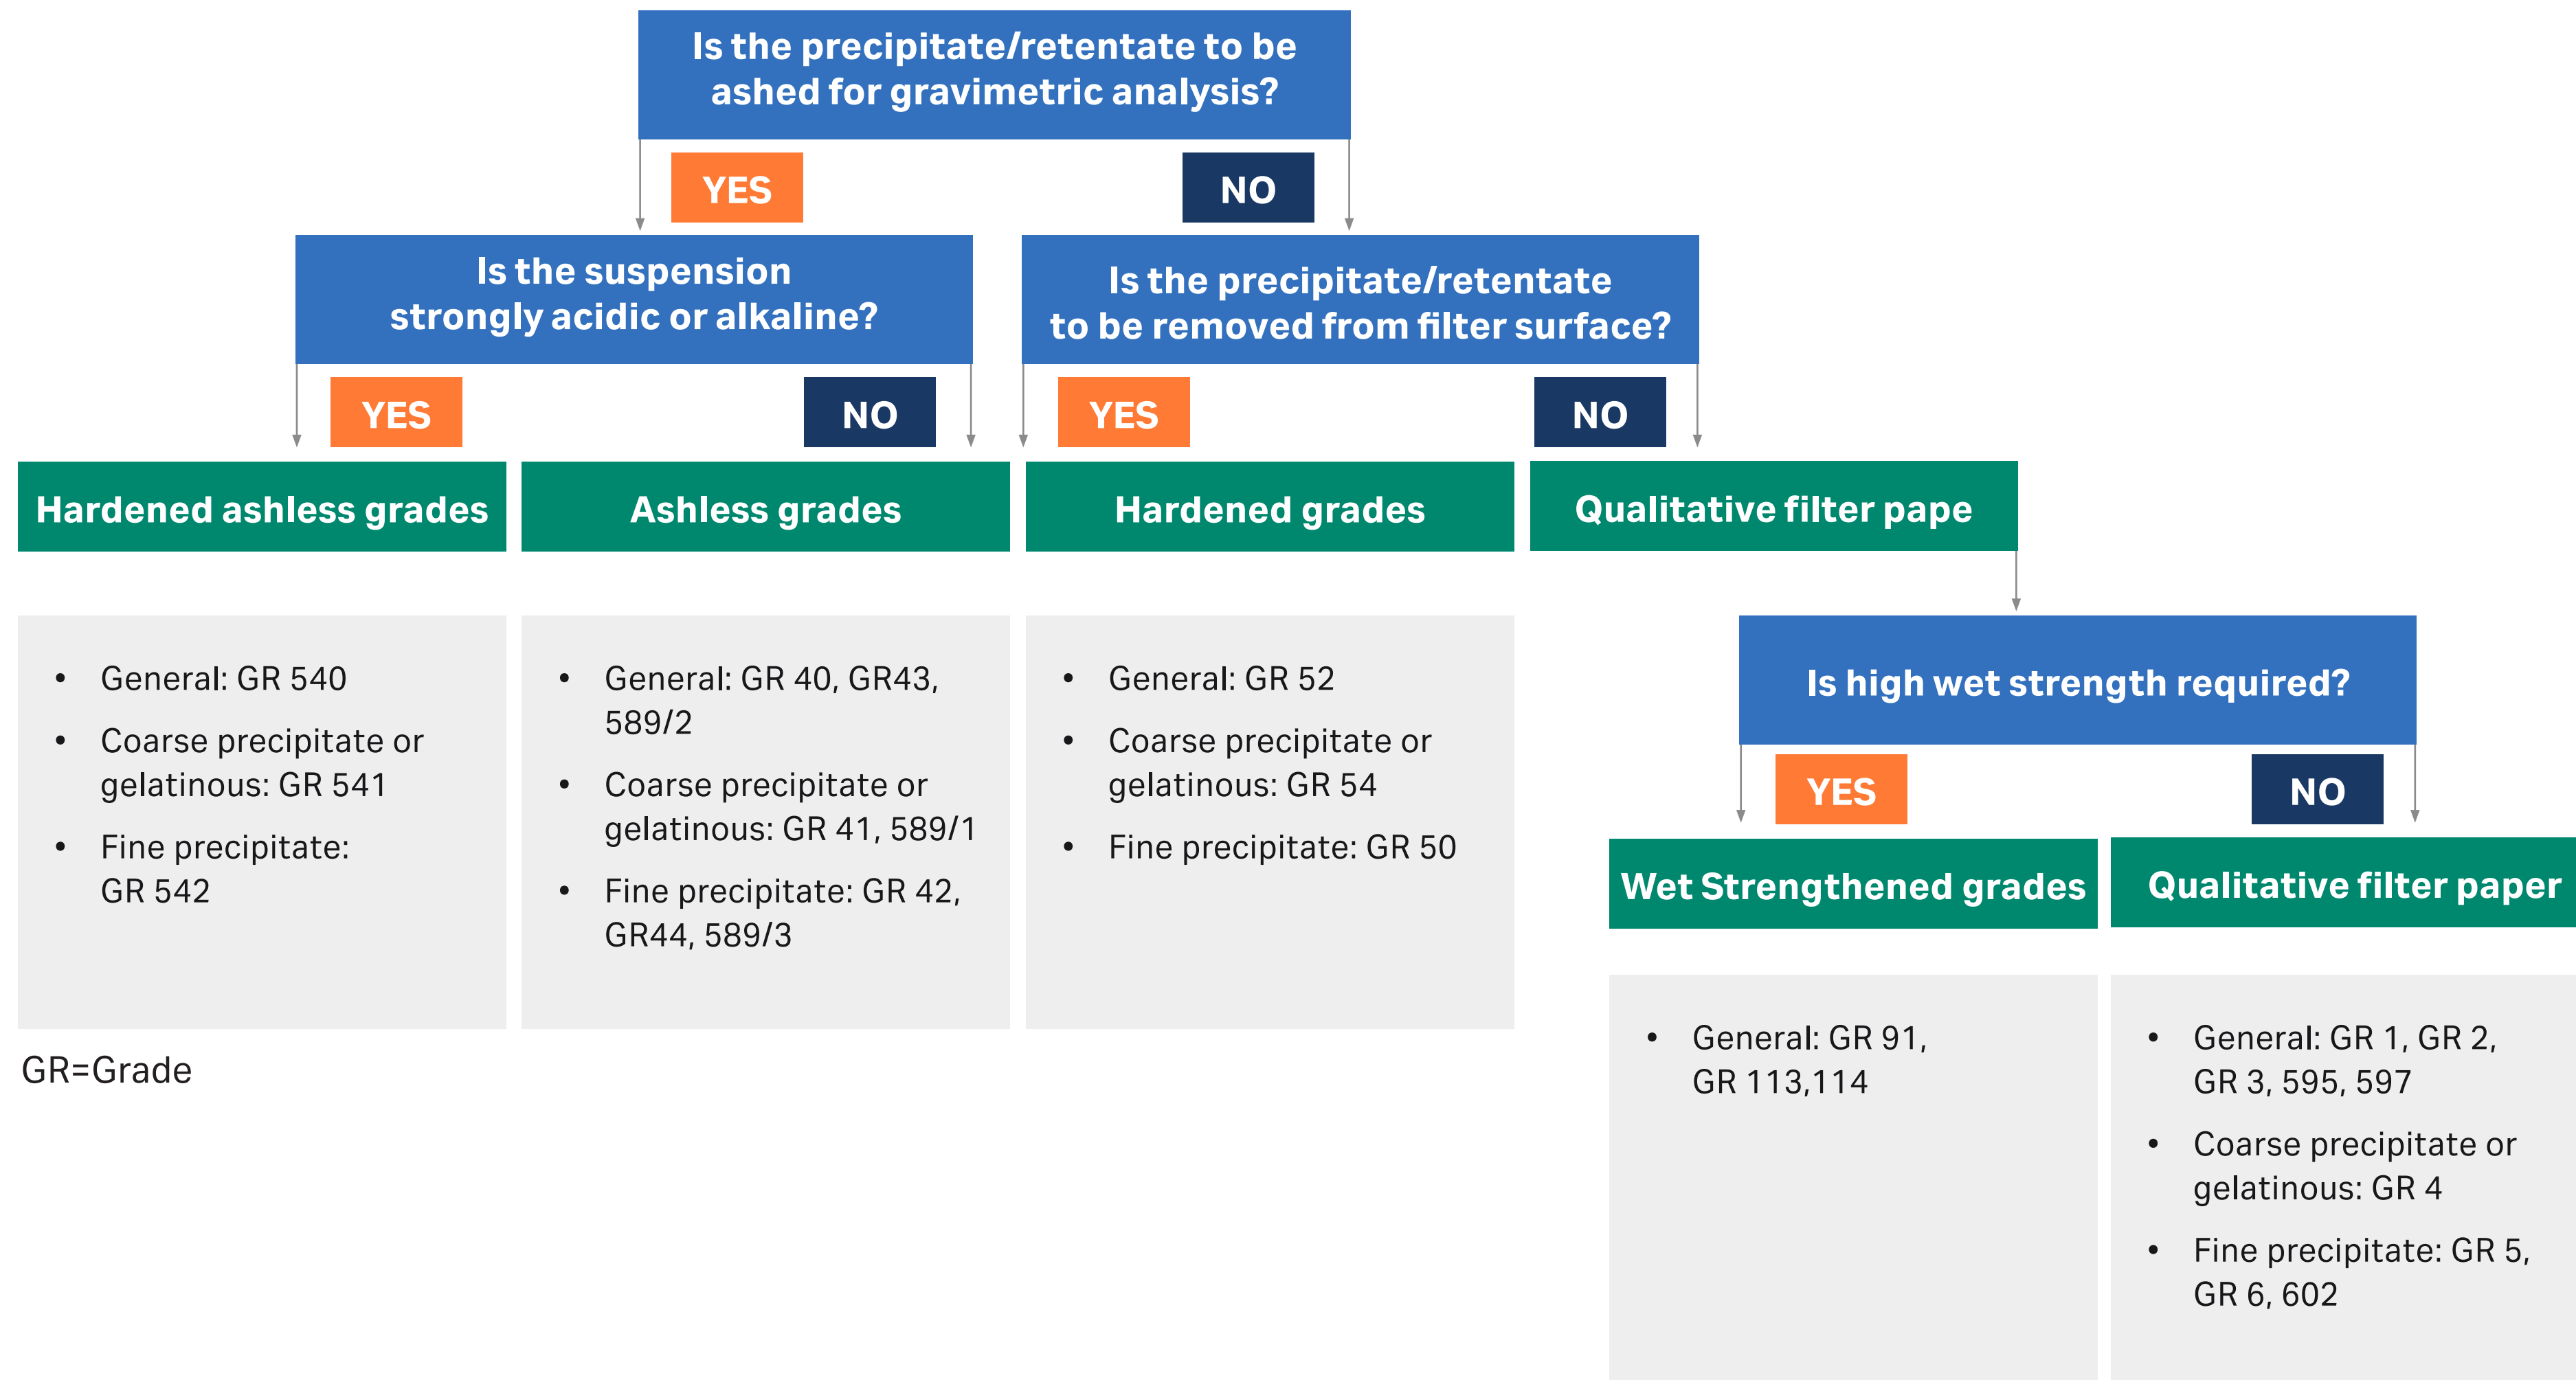 Is the precipitate/retentate to be
ashed for gravimetric analysis?
YES
NO
Is the suspension
strongly acidic or alkaline?
Is the precipitate/retentate
to be removed from filter surface?
YES
NO
YES
NO
Hardened ashless grades
Ashless grades
Hardened grades
Qualitative filter pape
• General: GR 540
• Coarse precipitate or
gelatinous: GR 541
• Fine precipitate:
GR 542
• General: GR 40, GR43,
589/2
• Coarse precipitate or
gelatinous: GR 41, 589/1
• Fine precipitate: GR 42,
GR44, 589/3
• General: GR 52
• Coarse precipitate or
gelatinous: GR 54
• Fine precipitate: GR 50
Is high wet strength required?
YES
NO
Wet Strengthened grades
Qualitative filter paper
• General: GR 91,
GR 113,114
• General: GR 1, GR 2,
GR 3, 595, 597
• Coarse precipitate or
gelatinous: GR 4
• Fine precipitate: GR 5,
GR 6, 602
GR=Grade